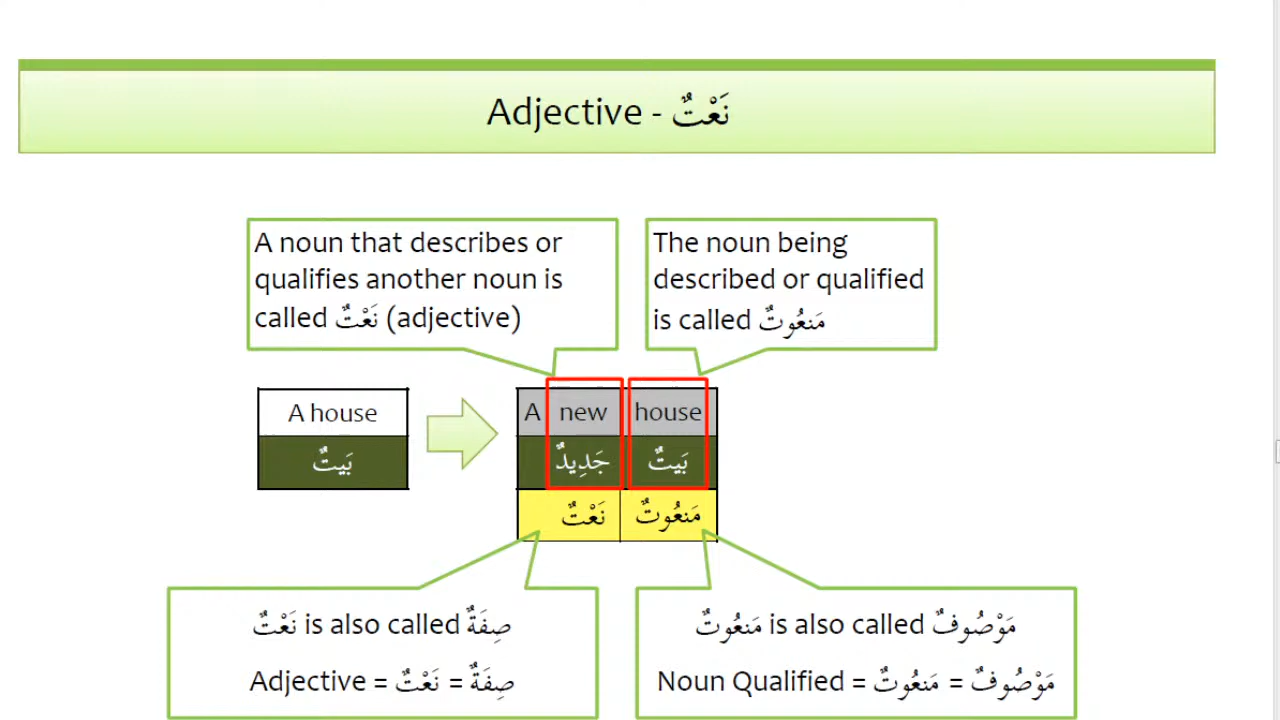 Adjective - نَعْتٌ
A noun that describes or
qualifies another noun is
called نَعْتٌ (adjective)
The noun being
described or qualified
is called مَنعُوتٌ
A house
بَيتٌ
A new house
بَيتٌ جَدِيدٌ
مَنعُوتٌ نَعْتٌ
نَعْتٌ is also called صِفَةٌ
Adjective = نَعْتٌ = صِفَةٌ
مَنعُوتٌ is also called مَوْصُوفٌ
Noun Qualified = مَنعُوتٌ = مَوْصُوفٌ